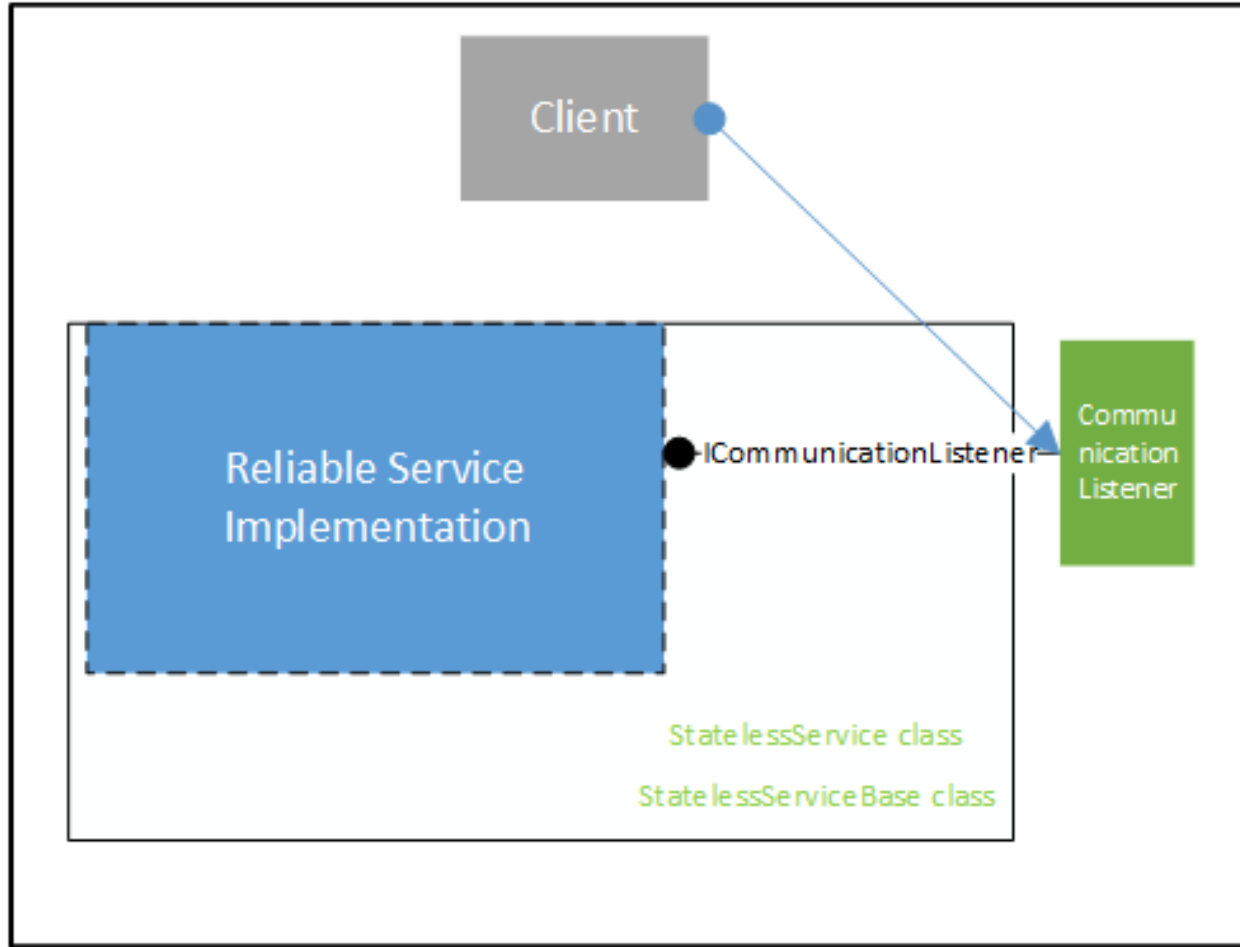 Client
Reliable Service
Implementation
ICommunicationListener
Commu
nication
Listener
StatelessService class
StatelessServiceBase class